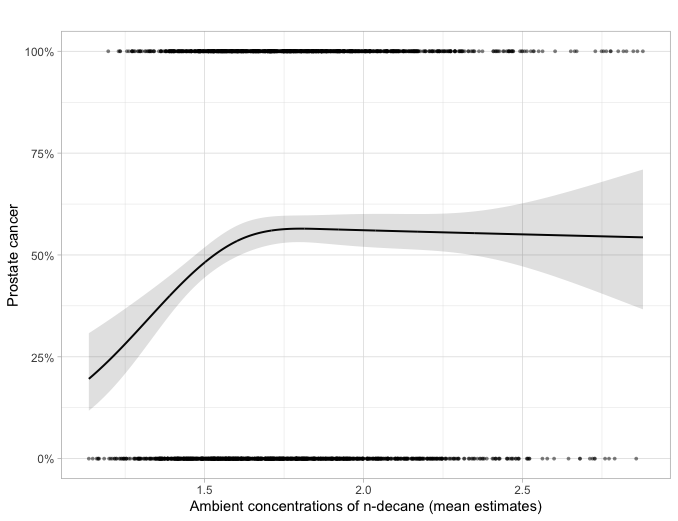 100%
75%
50%
25%
0%
Prostate cancer
1.5 2.0 2.5
Ambient concentrations of n-decane (mean estimates)